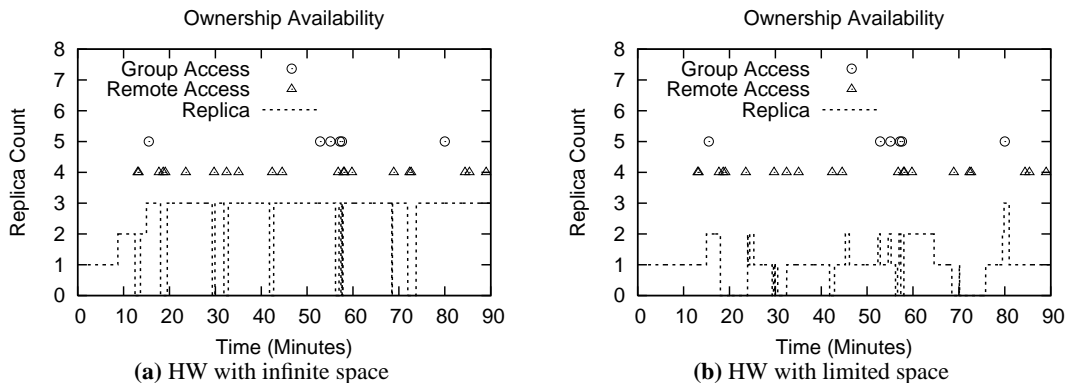 Ownership Availability
8
7
6
5
4
3
2
1
0
Replica Count
Group Access
Remote Access
Replica
0 10 20 30 40 50 60 70 80 90
Time (Minutes)
(a) HW with infinite space
Ownership Availability
8
7
6
5
4
3
2
1
0
Replica Count
Group Access
Remote Access
Replica
0 10 20 30 40 50 60 70 80 90
Time (Minutes)
(b) HW with limited space